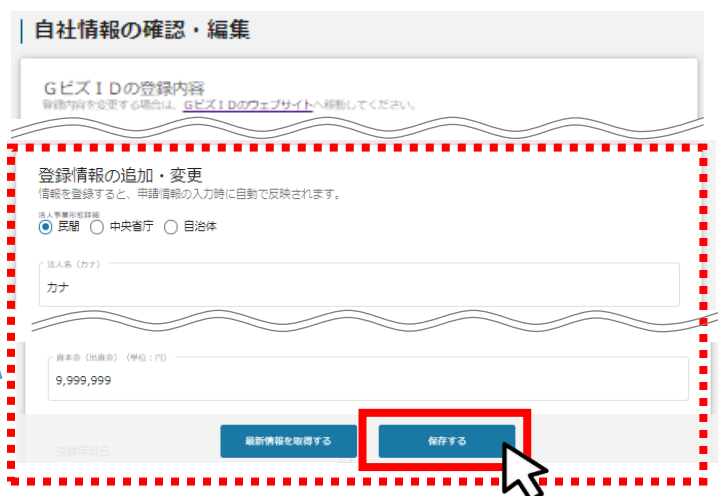 自社情報の確認・編集
GビズIDの登録内容
登録内容を変更する場合は、GビズIDのウェブサイトへ移動してください。
登録情報の追加・変更
情報を登録すると、申請情報の入力時に自動で反映されます。
法人事業形態詳細
民間 中央省庁 自治体
法人名（カナ）
カナ
資本金（出資金）（単位：円）
9,999,999
最新情報を取得する 保存する
決算年月日